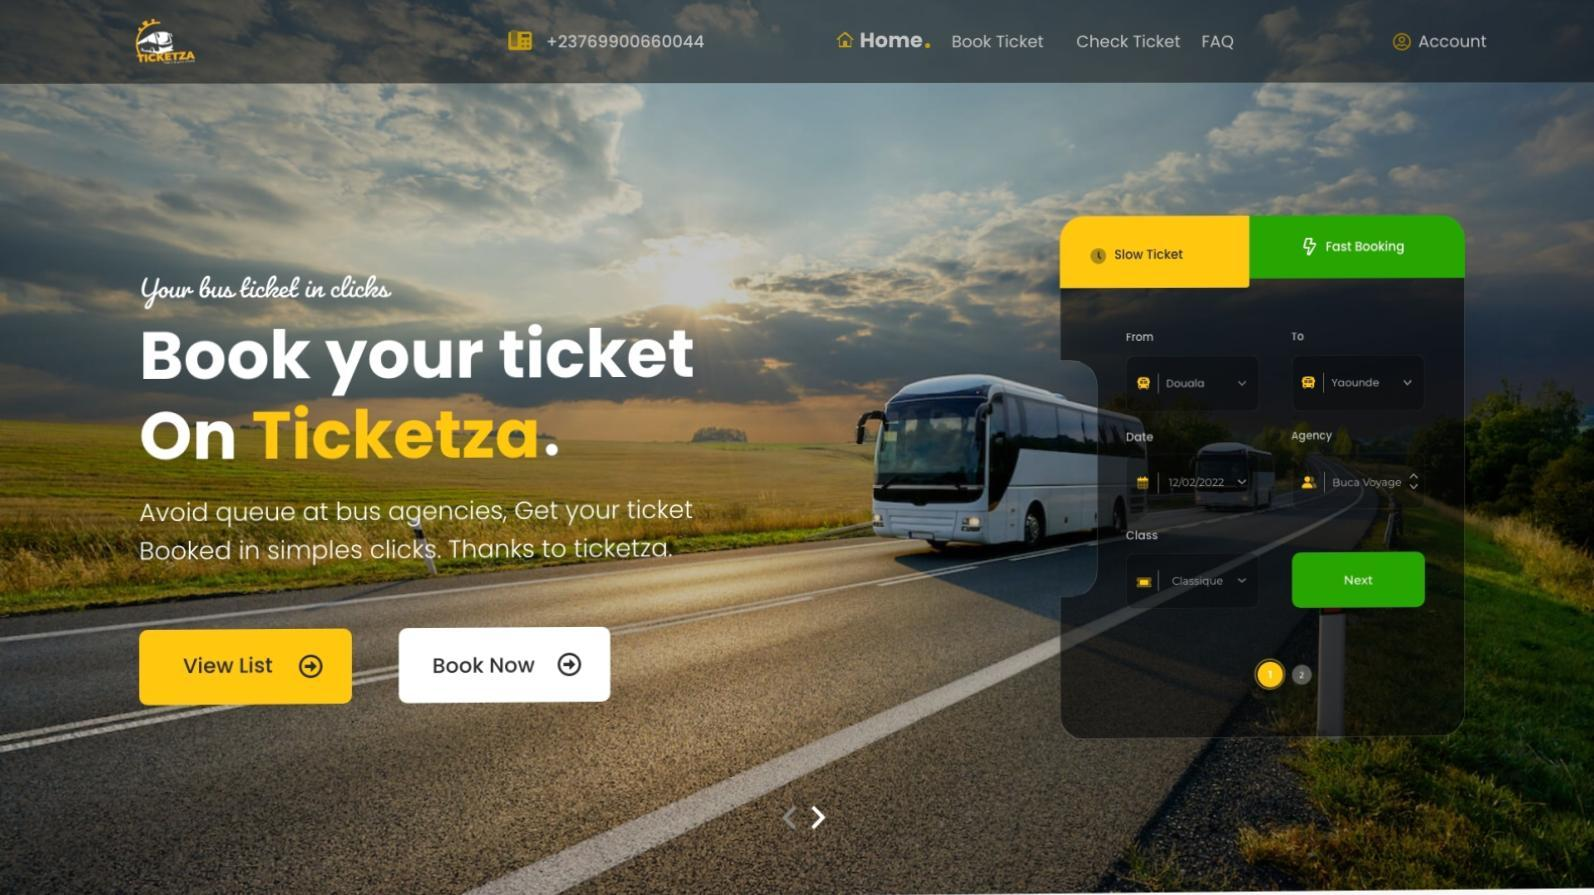 TICKETZA
+23769900660044
Home.
Book Ticket
Check Ticket
FAQ
Account
Your bus ticket in clicks
Book your ticket
On Ticketza.
Avoid queue at bus agencies, Get your ticket
Booked in simples clicks. Thanks to ticketza.
View List
Book Now
Slow Ticket
Fast Booking
From
To
Douala
Yaounde
Date
Agency
12/02/2022
Buca Voyage
Class
Classique
Next
1
2